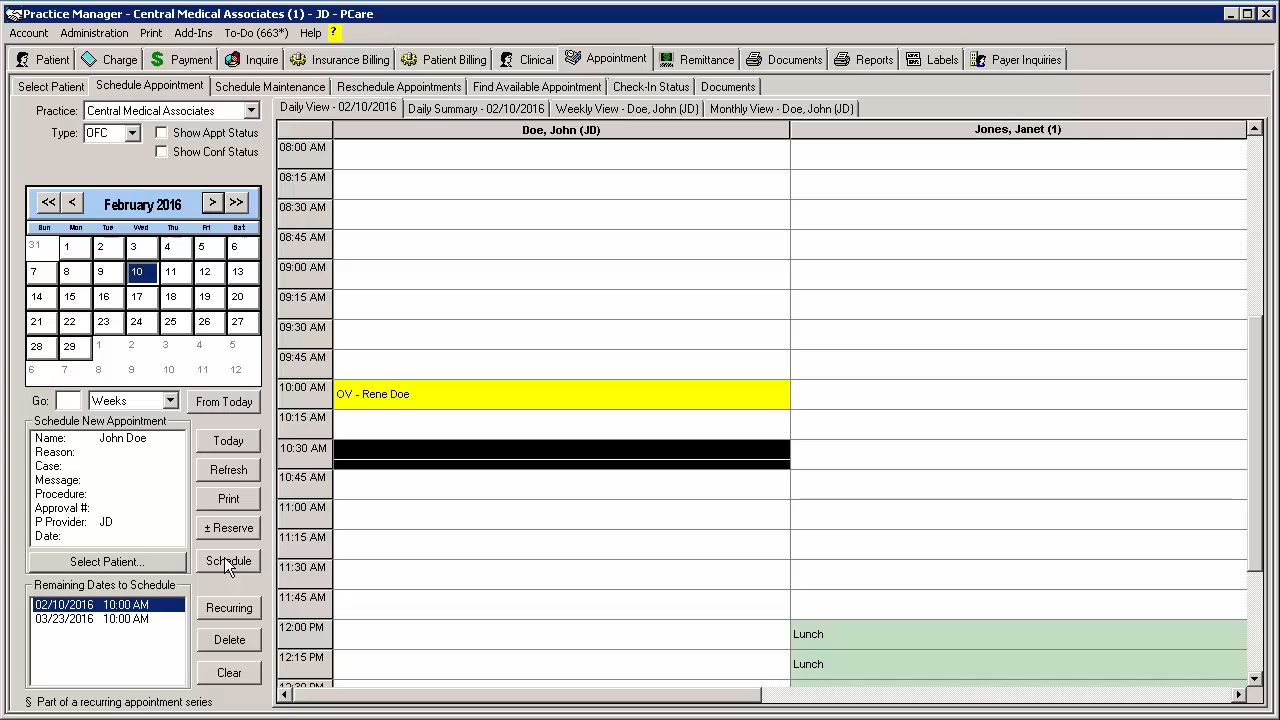 Practice Manager - Central Medical Associates (1) - JD - PCare
Account Administration Print Add-Ins To-Do (663*) Help ?
Patient Charge $ Payment Inquire Insurance Billing Patient Billing Clinical Appointment Remittance Documents Reports Labels Payer Inquiries
Select Patient Schedule Appointment Schedule Maintenance Reschedule Appointments Find Available Appointment Check-In Status Documents
Practice: Central Medical Associates
Type: OFC Show Appt Status
Show Conf Status
<< < February 2016 > >>
Sun Mon Tue Wed Thu Fri Sat
31 1 2 3 4 5 6
7 8 9 10 11 12 13
14 15 16 17 18 19 20
21 22 23 24 25 26 27
28 29 1 2 3 4 5
6 7 8 9 10 11 12
Go: Weeks From Today
Schedule New Appointment
Name: John Doe
Reason:
Case:
Message:
Procedure:
Approval #:
P Provider: JD
Date:
Select Patient...
Today
Refresh
Print
± Reserve
Schedule
Remaining Dates to Schedule
02/10/2016 10:00 AM
03/23/2016 10:00 AM
Recurring
Delete
Clear
§ Part of a recurring appointment series
Daily View - 02/10/2016 Daily Summary - 02/10/2016 Weekly View - Doe, John (JD) Monthly View - Doe, John (JD)
Doe, John (JD) Jones, Janet (1)
08:00 AM
08:15 AM
08:30 AM
08:45 AM
09:00 AM
09:15 AM
09:30 AM
09:45 AM
10:00 AM OV - Rene Doe
10:15 AM
10:30 AM
10:45 AM
11:00 AM
11:15 AM
11:30 AM
11:45 AM
12:00 PM Lunch
12:15 PM Lunch
12:30 PM